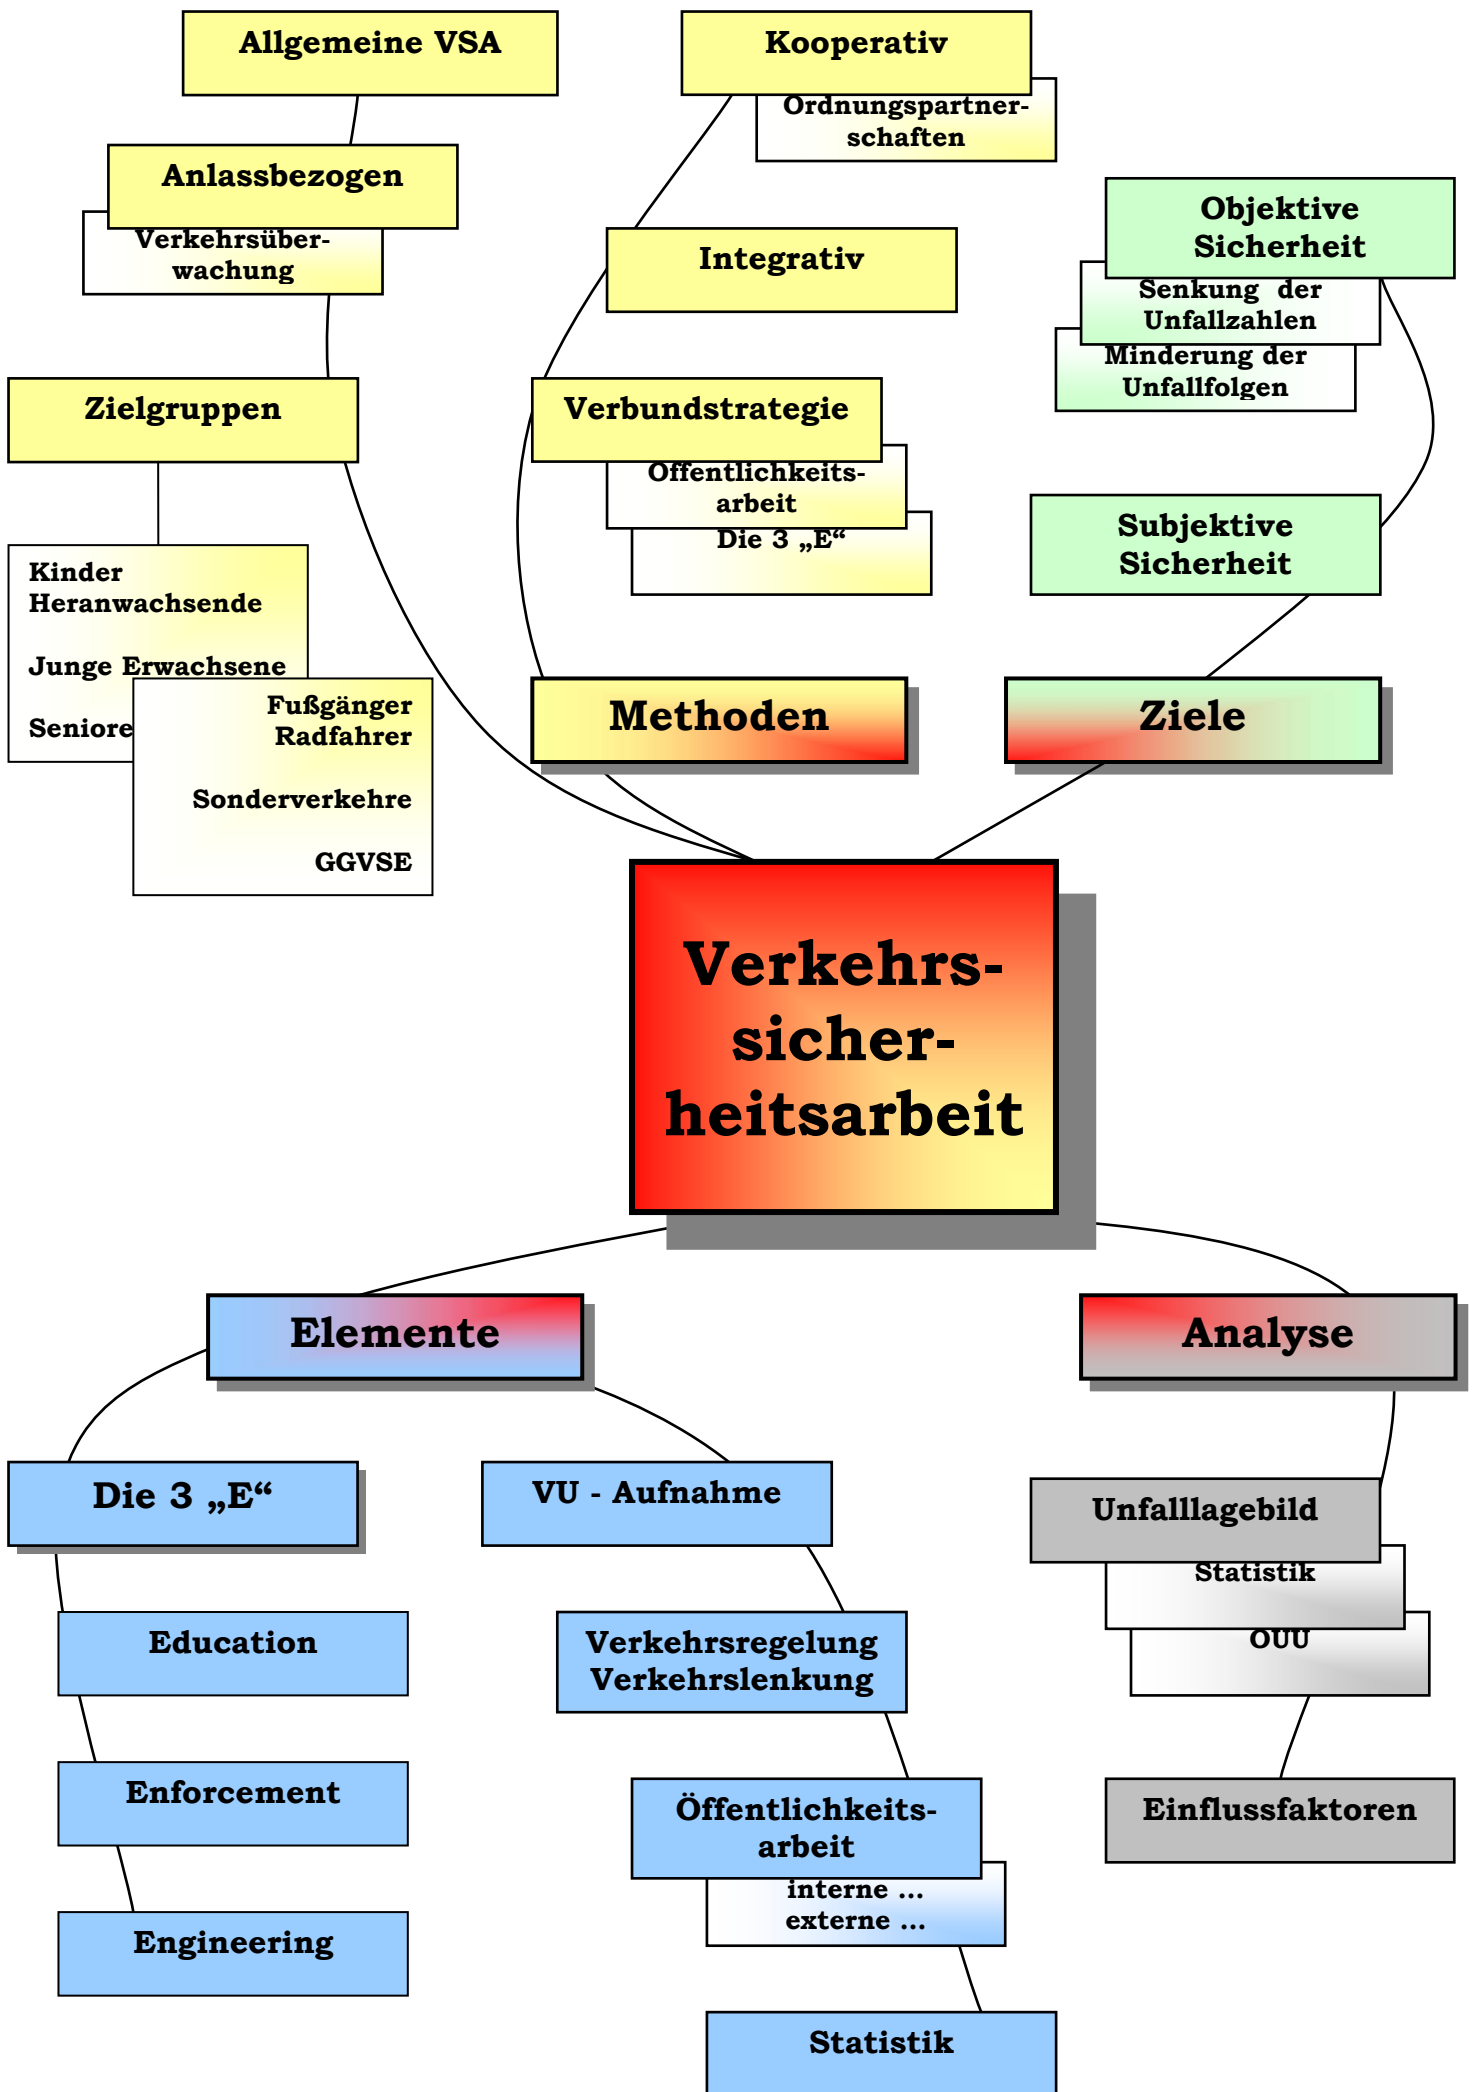 Allgemeine VSA
Kooperativ
Ordnungspartner-
schaften
Anlassbezogen
Verkehrsüber-
wachung
Objektive
Sicherheit
Senkung der
Unfallzahlen
Minderung der
Unfallfolgen
Integrativ
Zielgruppen
Verbundstrategie
Öffentlichkeits-
arbeit
Die 3 „E“
Subjektive
Sicherheit
Kinder
Heranwachsende
Junge Erwachsene
Seniore
Fußgänger
Radfahrer
Sonderverkehre
GGVSE
Methoden
Ziele
Verkehrs-
sicher-
heitsarbeit
Elemente
Analyse
Die 3 „E“
VU - Aufnahme
Unfalllagebild
Statistik
OUU
Education
Verkehrsregelung
Verkehrslenkung
Enforcement
Öffentlichkeits-
arbeit
interne ...
externe ...
Einflussfaktoren
Engineering
Statistik